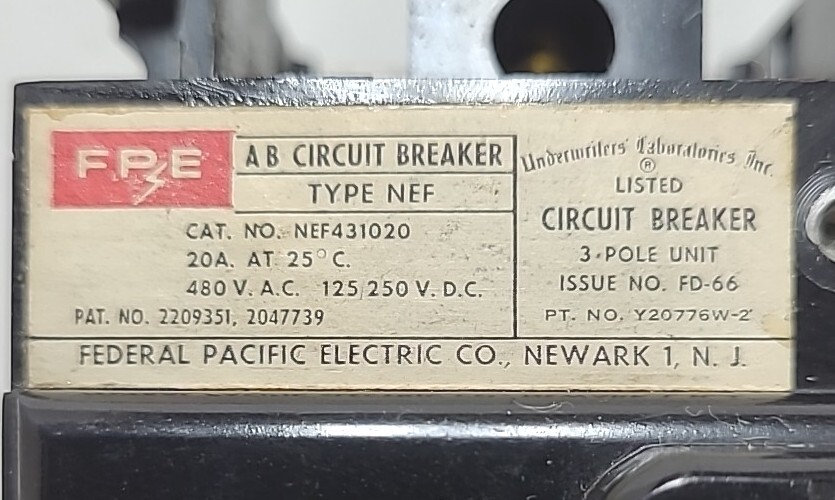 FPE
AB CIRCUIT BREAKER
TYPE NEF
CAT. NO. NEF431020
20A. AT 25° C.
480 V. A.C. 125/250 V. D.C.
PAT. NO. 2209351, 2047739
Underwriters' Laboratories, Inc.
®
LISTED
CIRCUIT BREAKER
3-POLE UNIT
ISSUE NO. FD-66
PT. NO. Y20776W-2
FEDERAL PACIFIC ELECTRIC CO., NEWARK 1, N. J.